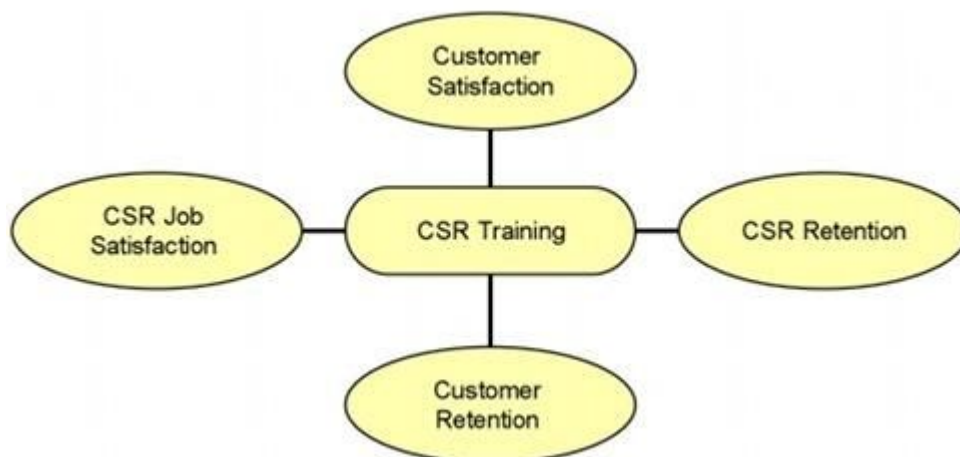 Customer
Satisfaction
CSR Job
Satisfaction
CSR Training
CSR Retention
Customer
Retention